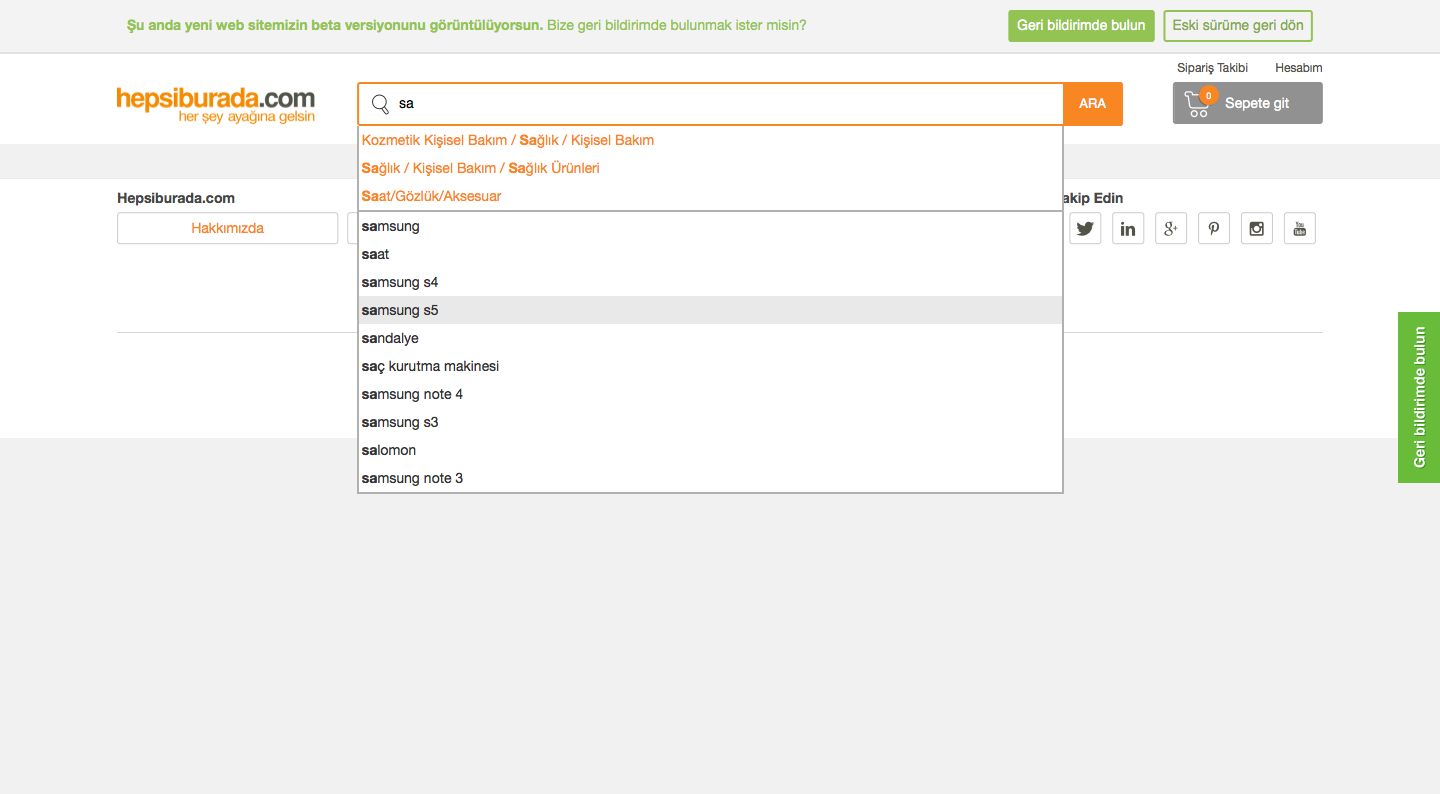 Şu anda yeni web sitemizin beta versiyonunu görüntülüyorsun. Bize geri bildirimde bulunmak ister misin?
Geri bildirimde bulun
Eski sürüme geri dön
Sipariş Takibi
Hesabım
hepsiburada.com
her şey ayağına gelsin
sa
ARA
0
Sepete git
Kozmetik Kişisel Bakım / Sağlık / Kişisel Bakım
Sağlık / Kişisel Bakım / Sağlık Ürünleri
Saat/Gözlük/Aksesuar
Hepsiburada.com
akip Edin
Hakkımızda
in
g+
You
Tube
samsung
saat
samsung s4
samsung s5
sandalye
saç kurutma makinesi
samsung note 4
samsung s3
salomon
samsung note 3
Geri bildirimde bulun